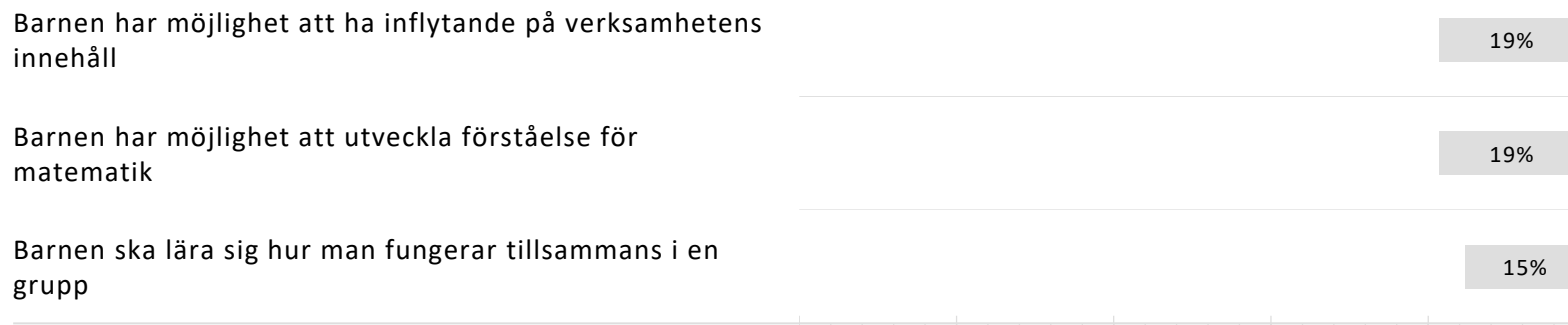 Barnen har möjlighet att ha inflytande på verksamhetens
innehåll
19%
Barnen har möjlighet att utveckla förståelse för
matematik
19%
Barnen ska lära sig hur man fungerar tillsammans i en
grupp
15%